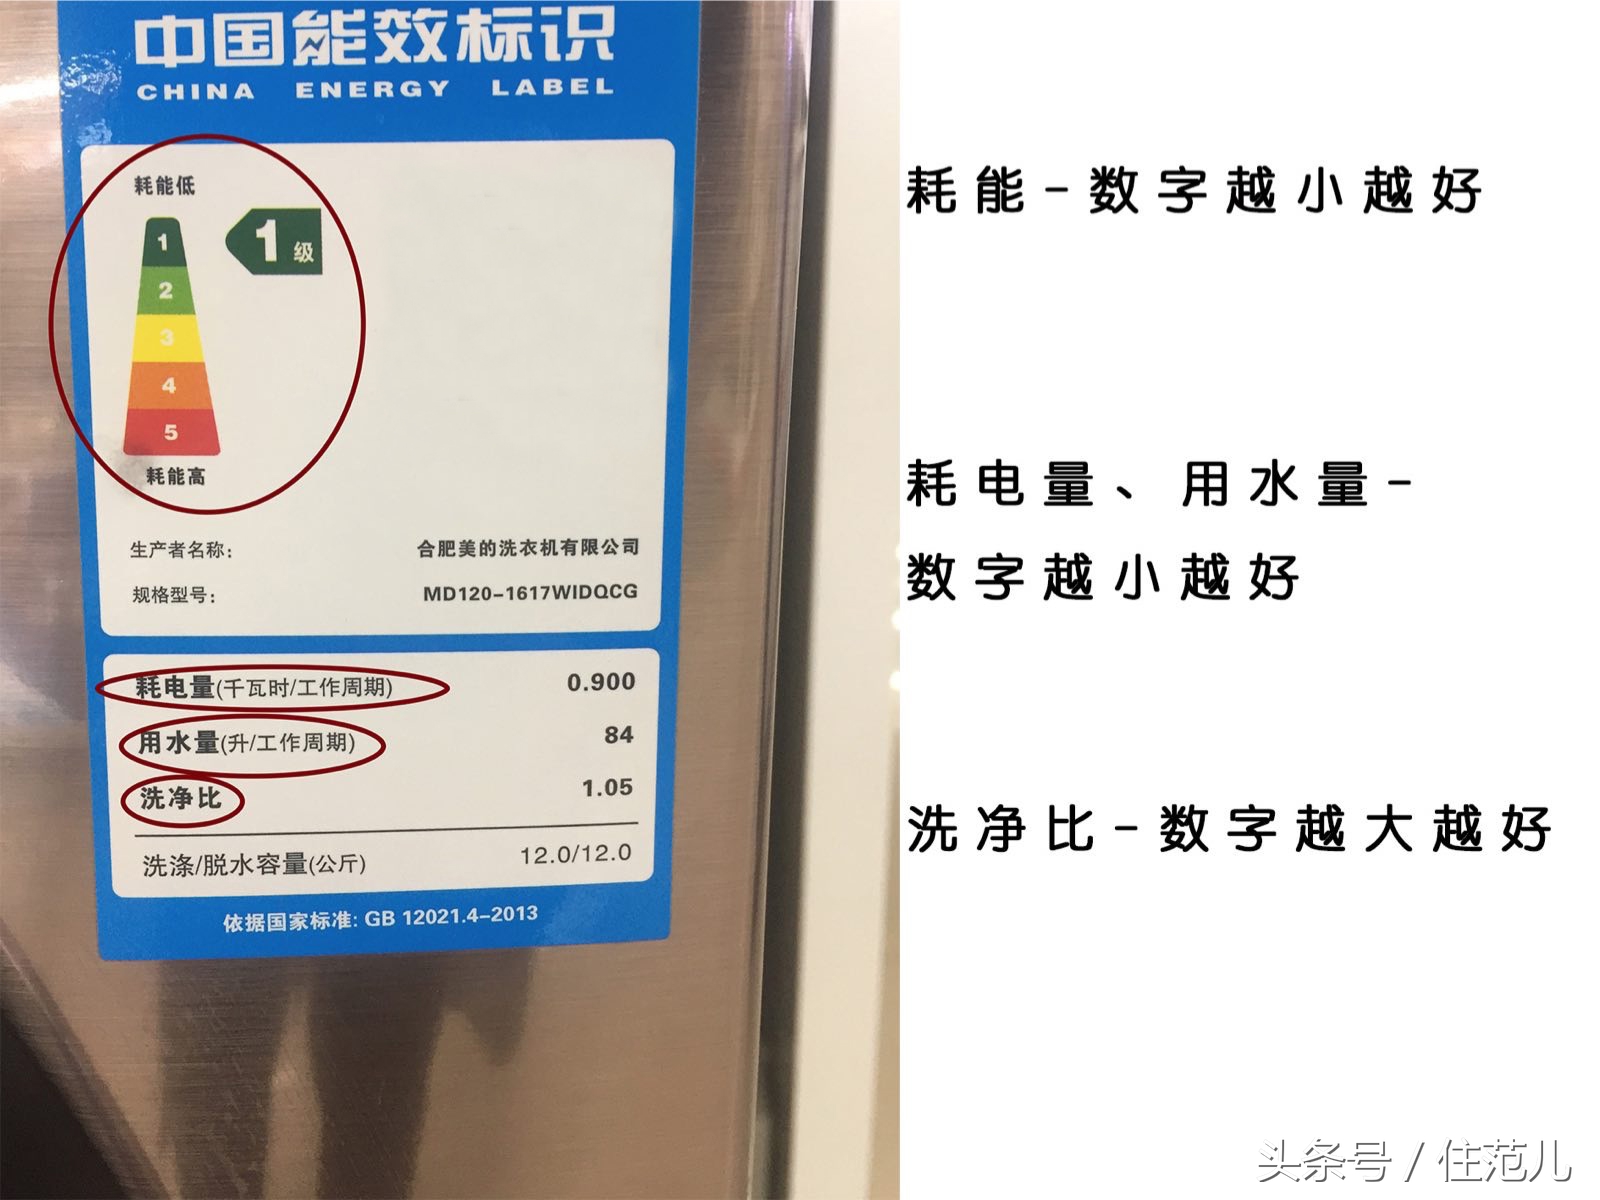 中国能效标识
CHINA ENERGY LABEL
耗能低
1
1级
2
3
4
5
耗能高
生产者名称: 合肥美的洗衣机有限公司
规格型号: MD120-1617WIDQCG
耗电量(千瓦时/工作周期) 0.900
用水量(升/工作周期) 84
洗净比 1.05
洗涤/脱水容量(公斤) 12.0/12.0
依据国家标准: GB 12021.4-2013
耗能-数字越小越好
耗电量、用水量-
数字越小越好
洗净比-数字越大越好
头条号 / 住范儿